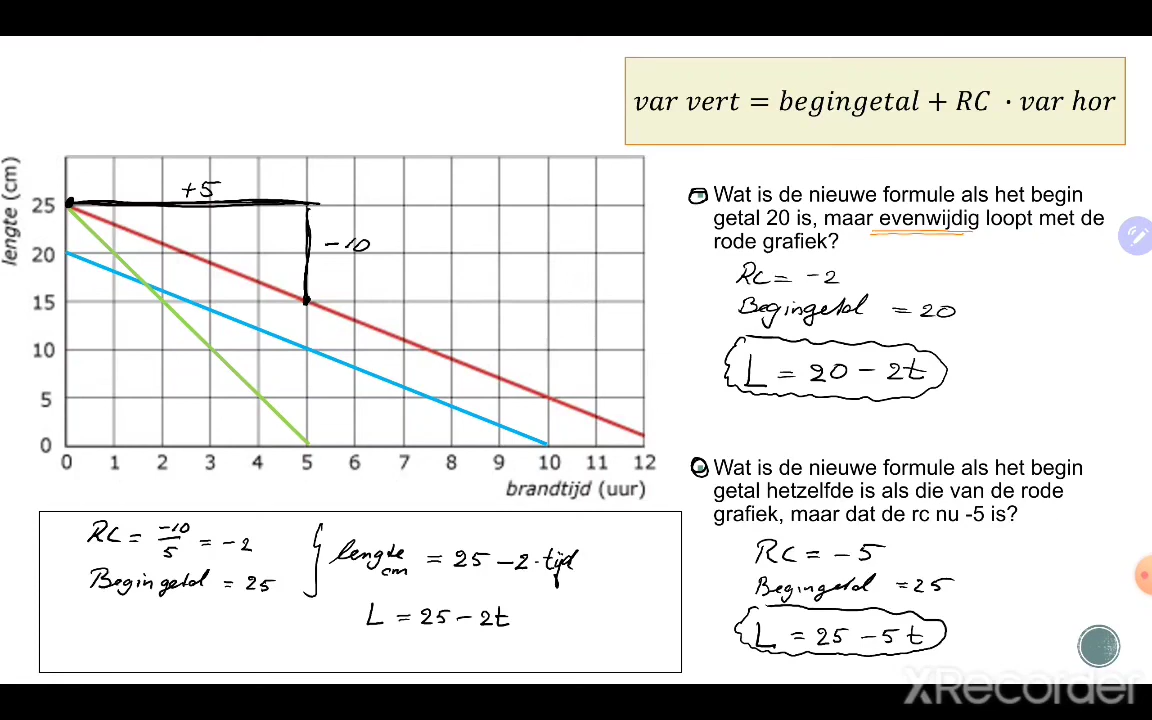 var vert = begingetal + RC · var hor
lengte (cm)
25
20
15
10
5
0
0 1 2 3 4 5 6 7 8 9 10 11 12
brandtijd (uur)
+5
-10
Wat is de nieuwe formule als het begin
getal 20 is, maar evenwijdig loopt met de
rode grafiek?
RC = -2
Begingetal = 20
L = 20 - 2t
Wat is de nieuwe formule als het begin
getal hetzelfde is als die van de rode
grafiek, maar dat de rc nu -5 is?
RC = -5
Begingetal = 25
L = 25 - 5t
RC = -10/5 = -2
Begingetal = 25
lengte = 25 - 2 · tijd
cm
L = 25 - 2t
XRecorder